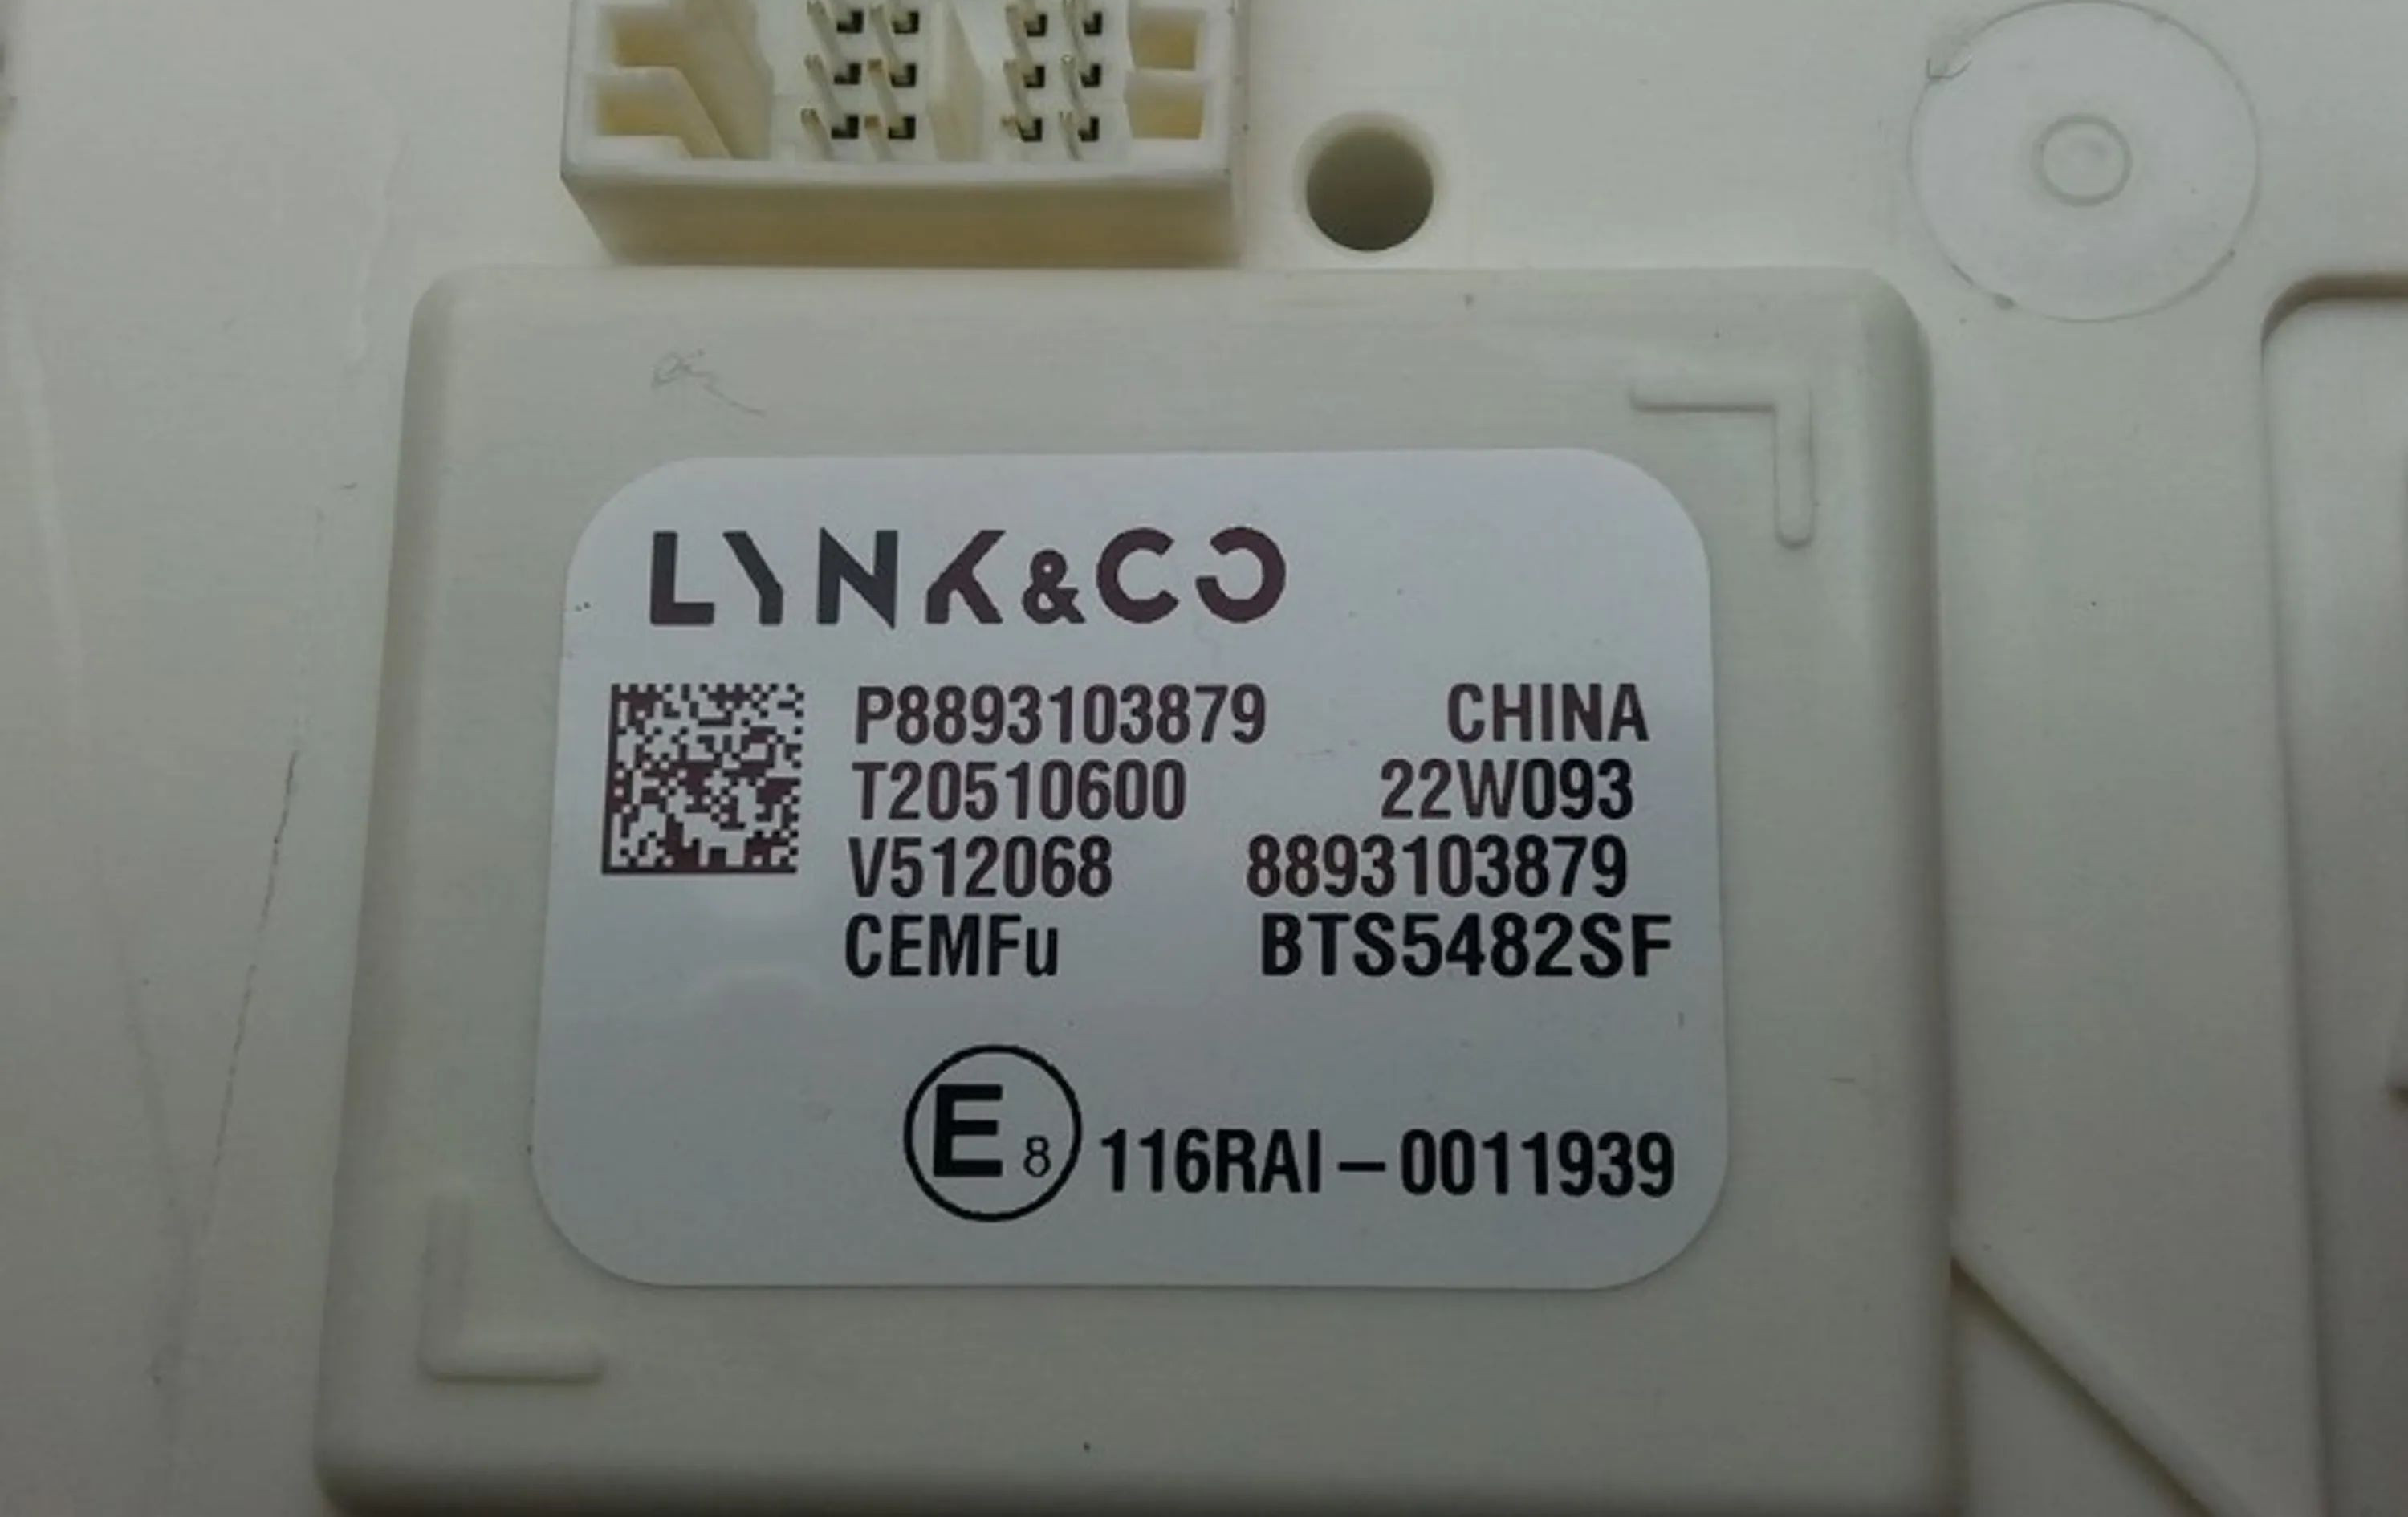 LYNK&CO
P8893103879 CHINA
T20510600 22W093
V512068 8893103879
CEMFu BTS5482SF
E8 116RAI-0011939